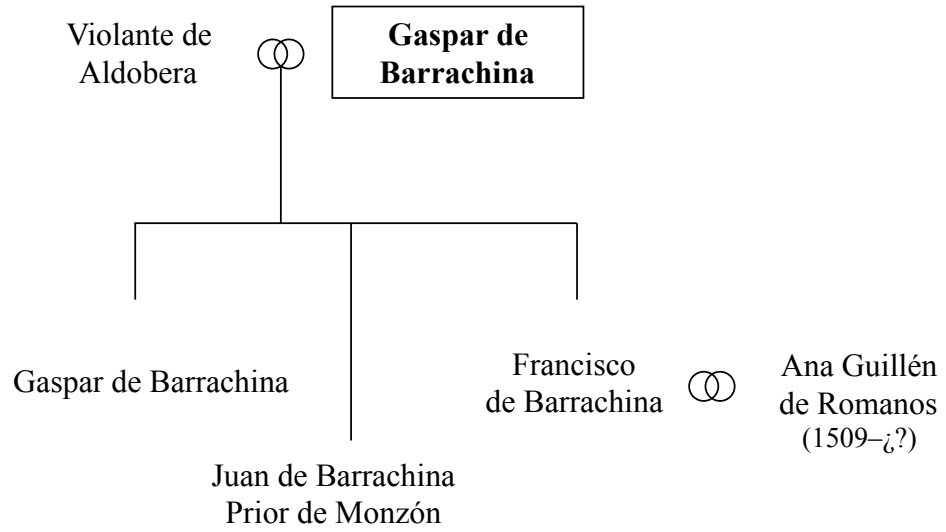 Violante de
Aldobera
Gaspar de
Barrachina
Gaspar de Barrachina
Juan de Barrachina
Prior de Monzón
Francisco
de Barrachina
Ana Guillén
de Romanos
(1509–¿?)